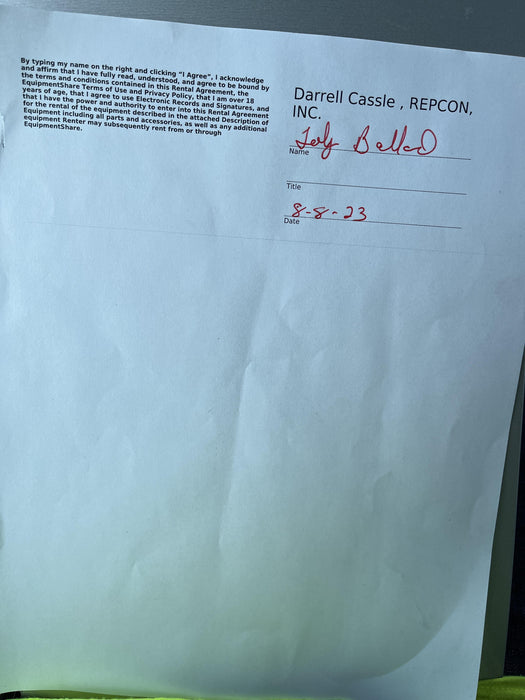 By typing my name on the right and clicking "I Agree", I acknowledge
and affirm that I have fully read, understood, and agree to be bound by
the terms and conditions contained in this Rental Agreement, the
EquipmentShare Terms of Use and Privacy Policy, that I am over 18
years of age, that I agree to use Electronic Records and Signatures, and
that I have the power and authority to enter into this Rental Agreement
for the rental of the equipment described in the attached Description of
Equipment including all parts and accessories, as well as any additional
equipment Renter may subsequently rent from or through
EquipmentShare.
Darrell Cassle , REPCON,
INC.
Ballard
Name
Title
8-8-23
Date